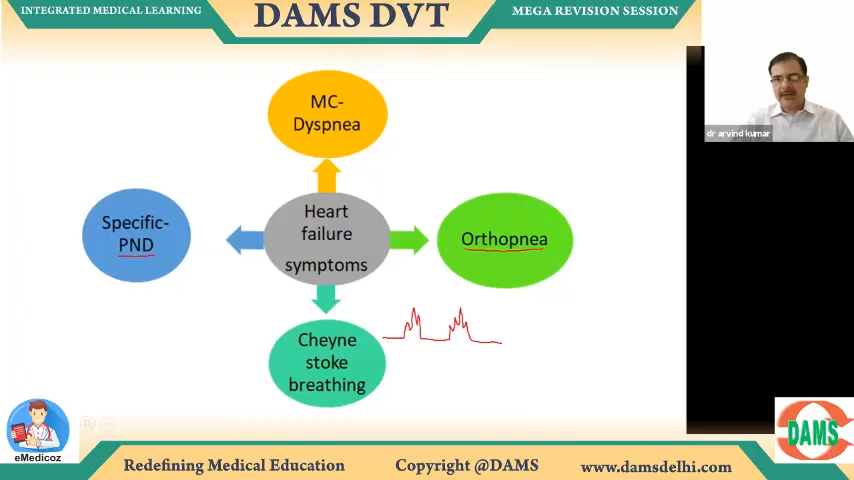 INTEGRATED MEDICAL LEARNING
DAMS DVT
MEGA REVISION SESSION
MC-
Dyspnea
dr arvind kumar
Specific-
PND
Heart
failure
symptoms
Orthopnea
Cheyne
stoke
breathing
eMedicoz
DAMS
Redefining Medical Education
Copyright @DAMS
www.damsdelhi.com